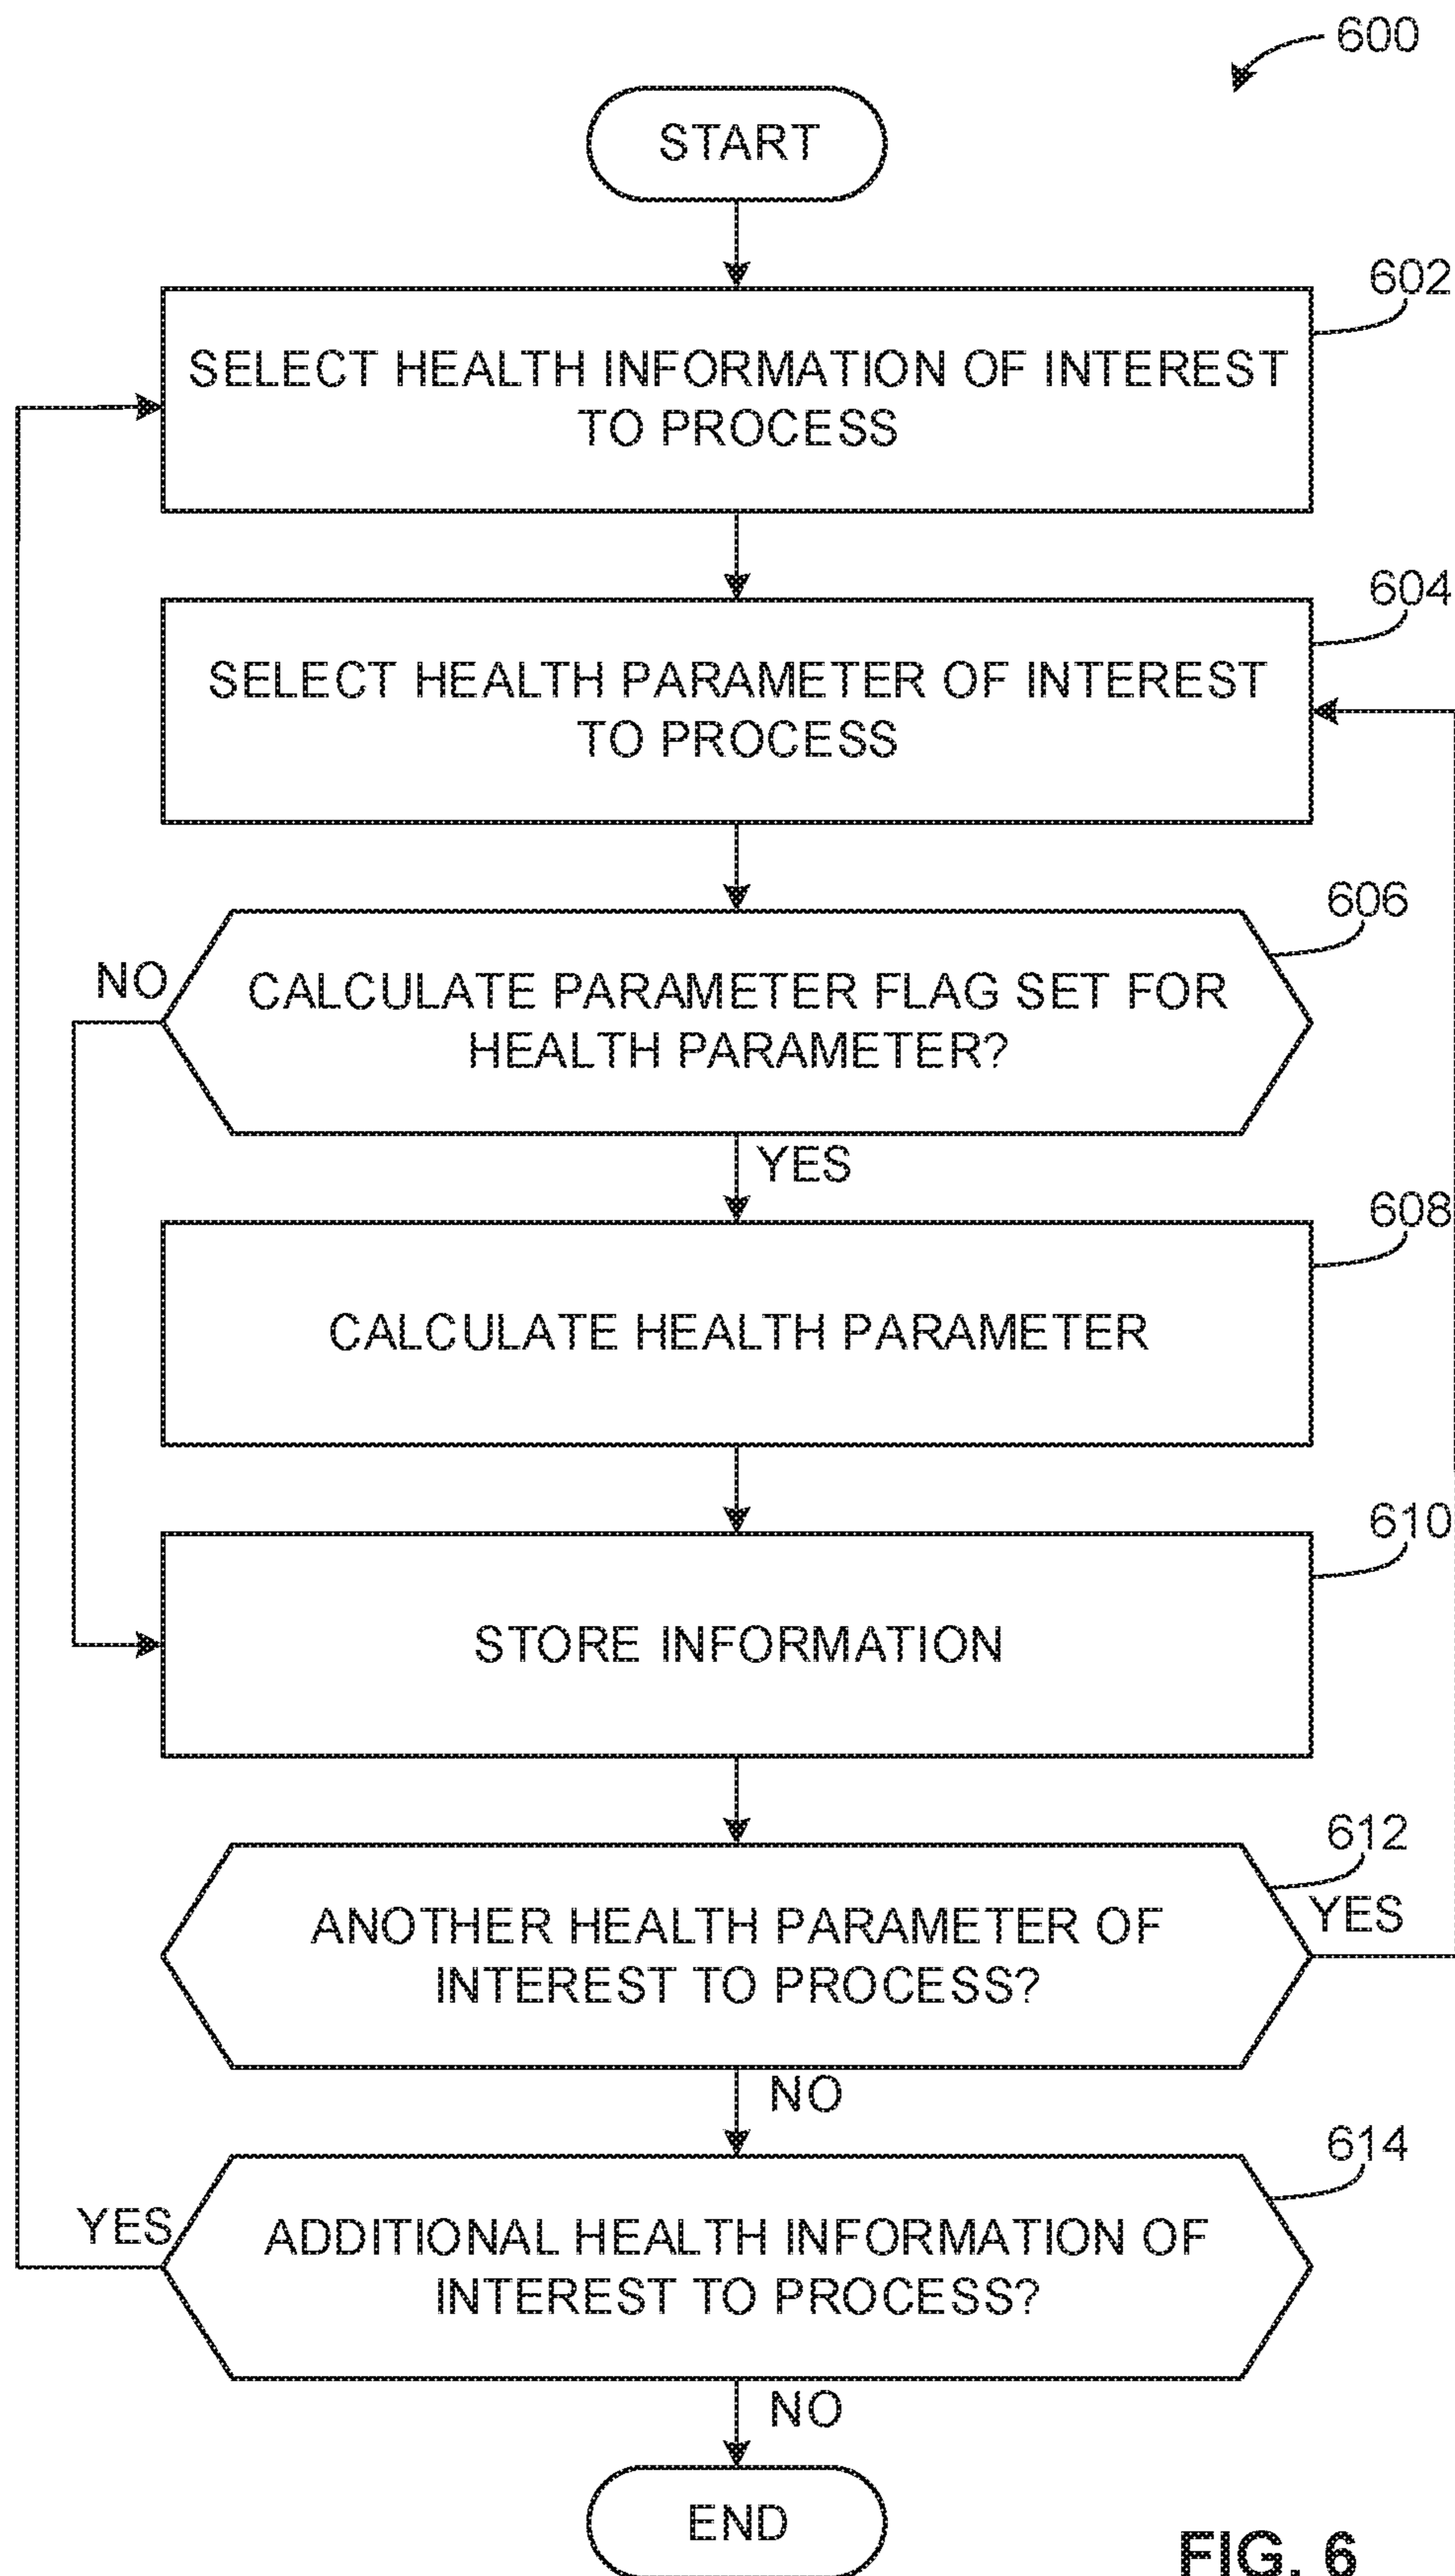 600
START
602
SELECT HEALTH INFORMATION OF INTEREST
TO PROCESS
604
SELECT HEALTH PARAMETER OF INTEREST
TO PROCESS
606
NO
CALCULATE PARAMETER FLAG SET FOR
HEALTH PARAMETER?
YES
608
CALCULATE HEALTH PARAMETER
610
STORE INFORMATION
612
ANOTHER HEALTH PARAMETER OF
INTEREST TO PROCESS?
YES
NO
614
YES
ADDITIONAL HEALTH INFORMATION OF
INTEREST TO PROCESS?
NO
END
FIG. 6